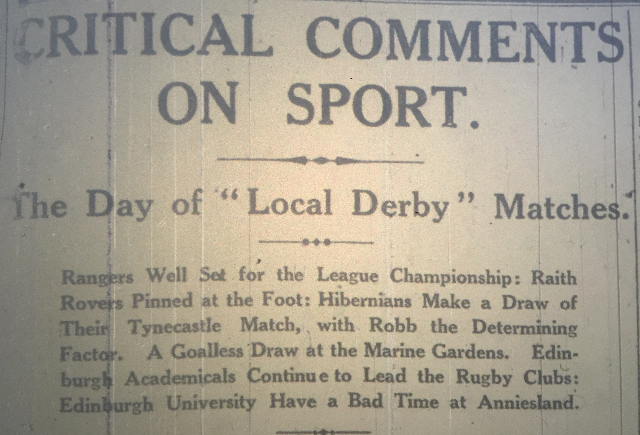 CRITICAL COMMENTS
ON SPORT.
The Day of "Local Derby" Matches.
Rangers Well Set for the League Championship: Raith
Rovers Pinned at the Foot: Hibernians Make a Draw of
Their Tynecastle Match, with Robb the Determining
Factor. A Goalless Draw at the Marine Gardens. Edin-
burgh Academicals Continue to Lead the Rugby Clubs:
Edinburgh University Have a Bad Time at Anniesland.